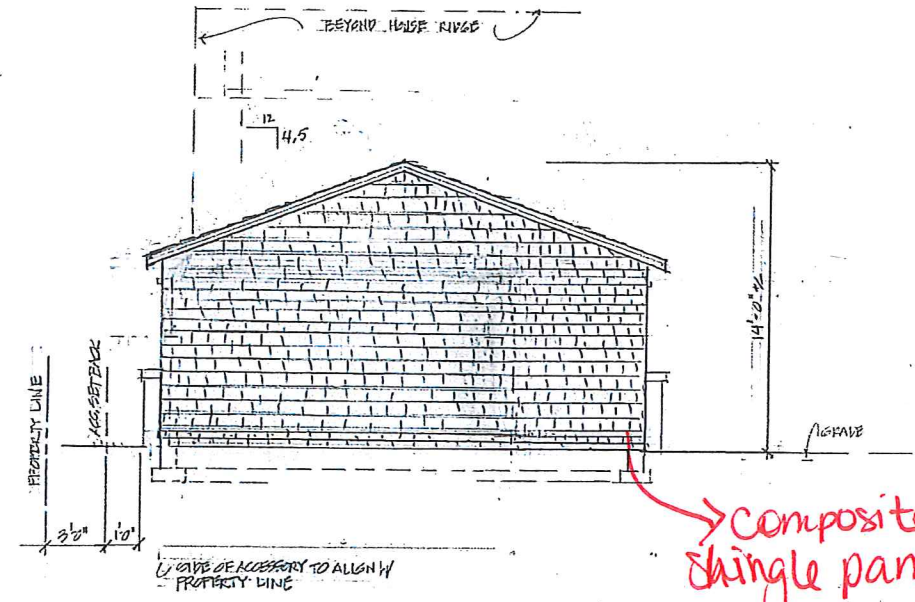 BEYOND HOUSE RIDGE
12
4.5
14'-0" +/-
PROPERTY LINE
ACC. SETBACK
GRADE
3'-0"
1'-0"
SIDE OF ACCESSORY TO ALIGN W/
PROPERTY LINE
Composit
Shingle pan